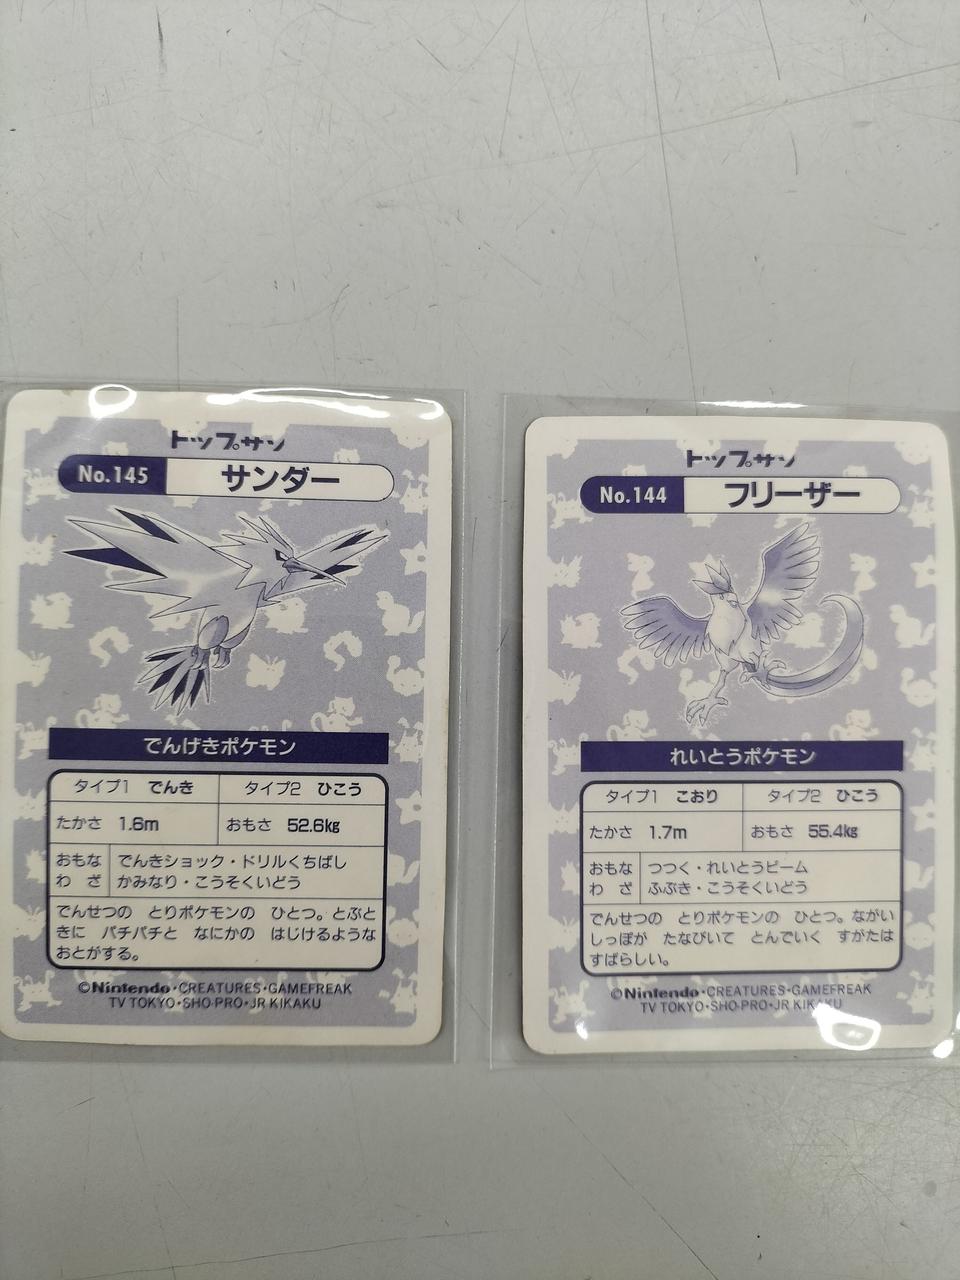 トップサン
No.145 サンダー
でんげきポケモン
タイプ1 でんき タイプ2 ひこう
たかさ 1.6m おもさ 52.6kg
おもな でんきショック・ドリルくちばし
わ ざ かみなり・こうそくいどう
でんせつの とりポケモンの ひとつ。とぶと
きに パチパチと なにかの はじけるような
おとがする。
©Nintendo・CREATURES・GAMEFREAK
TV TOKYO・SHO-PRO・JR KIKAKU
トップサン
No.144 フリーザー
れいとうポケモン
タイプ1 こおり タイプ2 ひこう
たかさ 1.7m おもさ 55.4kg
おもな つつく・れいとうビーム
わ ざ ふぶき・こうそくいどう
でんせつの とりポケモンの ひとつ。ながい
しっぽが たなびいて とんでいく すがたは
すばらしい。
©Nintendo・CREATURES・GAMEFREAK
TV TOKYO・SHO-PRO・JR KIKAKU